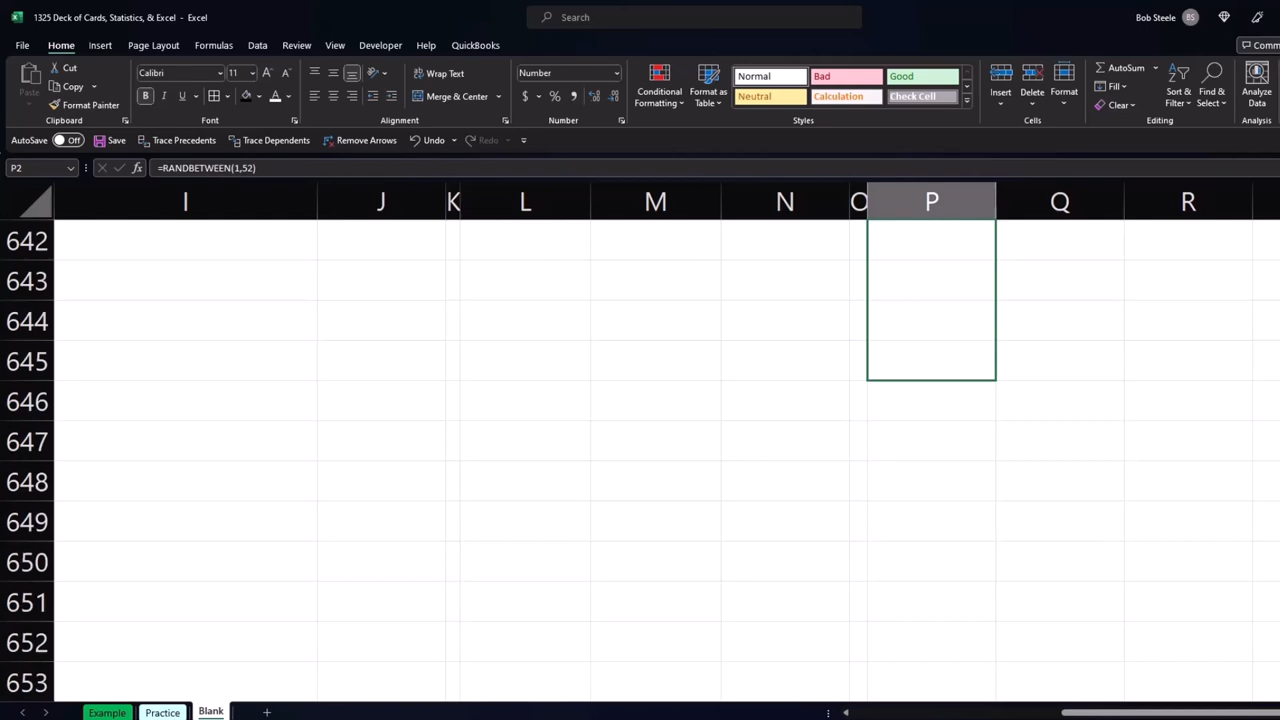 1325 Deck of Cards, Statistics, & Excel - Excel
Search
Bob Steele BS
File Home Insert Page Layout Formulas Data Review View Developer Help QuickBooks
Paste Cut Copy Format Painter
Clipboard
Calibri 11
B I U A
Font
Wrap Text
Merge & Center
Alignment
Number
$ %
Number
Conditional Formatting
Format as Table
Normal Bad Good
Neutral Calculation Check Cell
Styles
Insert Delete Format
Cells
AutoSum
Fill
Clear
Sort & Filter
Find & Select
Editing
Analyze Data
Analysis
AutoSave Off Save Trace Precedents Trace Dependents Remove Arrows Undo Redo
P2 fx =RANDBETWEEN(1,52)
I J K L M N O P Q R
642
643
644
645
646
647
648
649
650
651
652
653
Example Practice Blank